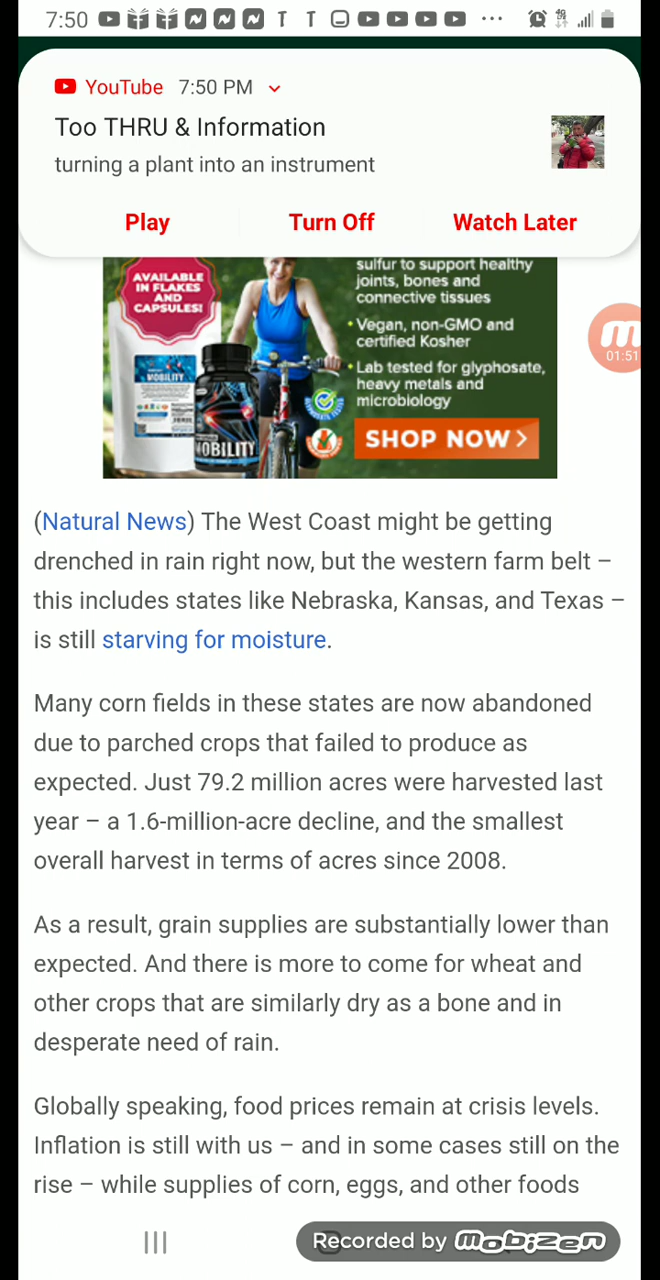 7:50
4G
YouTube 7:50 PM
Too THRU & Information
turning a plant into an instrument
Play Turn Off Watch Later
AVAILABLE
IN FLAKES
AND
CAPSULES!
MOBILITY
MOBILITY
sulfur to support healthy
joints, bones and
connective tissues
• Vegan, non-GMO and
certified Kosher
• Lab tested for glyphosate,
heavy metals and
microbiology
SHOP NOW >
01:51
(Natural News) The West Coast might be getting
drenched in rain right now, but the western farm belt –
this includes states like Nebraska, Kansas, and Texas –
is still starving for moisture.
Many corn fields in these states are now abandoned
due to parched crops that failed to produce as
expected. Just 79.2 million acres were harvested last
year – a 1.6-million-acre decline, and the smallest
overall harvest in terms of acres since 2008.
As a result, grain supplies are substantially lower than
expected. And there is more to come for wheat and
other crops that are similarly dry as a bone and in
desperate need of rain.
Globally speaking, food prices remain at crisis levels.
Inflation is still with us – and in some cases still on the
rise – while supplies of corn, eggs, and other foods
Recorded by mobizen